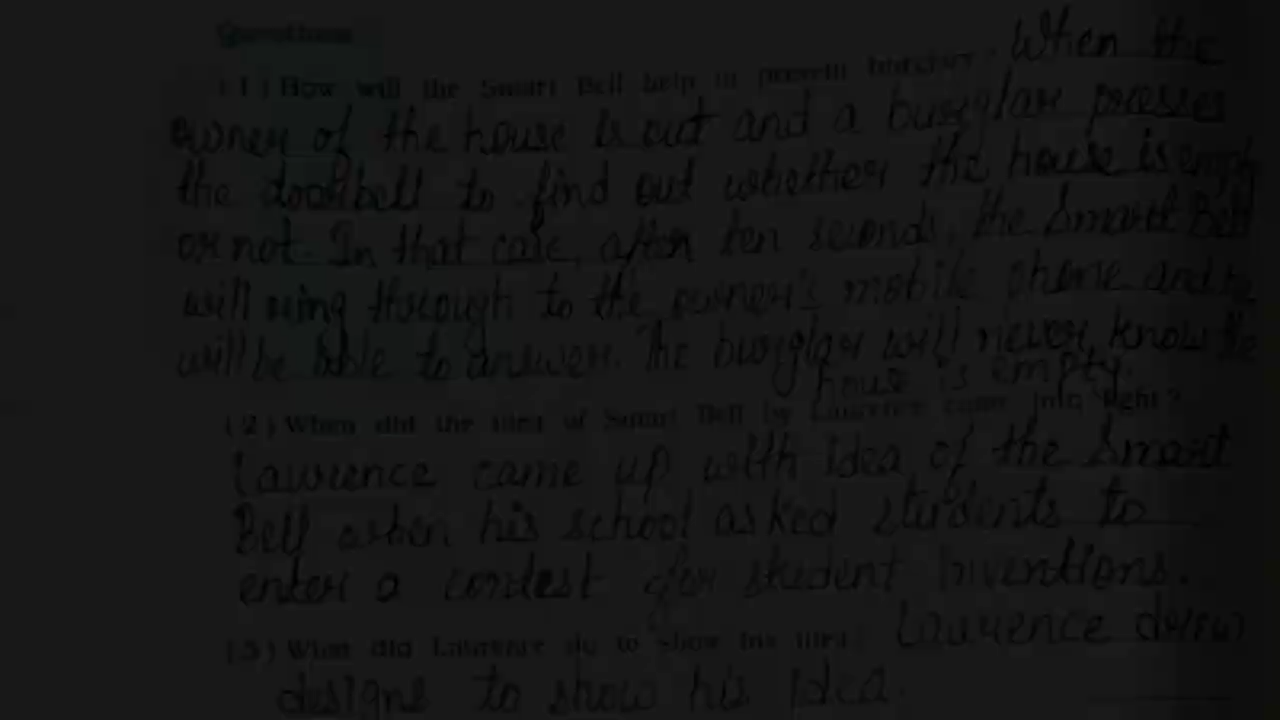 Questions
(1) How will the Smart Bell help to prevent burglary? When the
owner of the house is out and a burglar presses
the doorbell to find out whether the house is empty
or not. In that case, after ten seconds, the Smart Bell
will ring through to the owner's mobile phone and he
will be able to answer. The burglar will never know the
house is empty.
(2) When did the idea of Smart Bell by Laurence come into light?
Laurence came up with idea of the Smart
Bell when his school asked students to
enter a contest for student inventions.
(3) What did Laurence do to show his idea? Laurence drew
designs to show his idea.